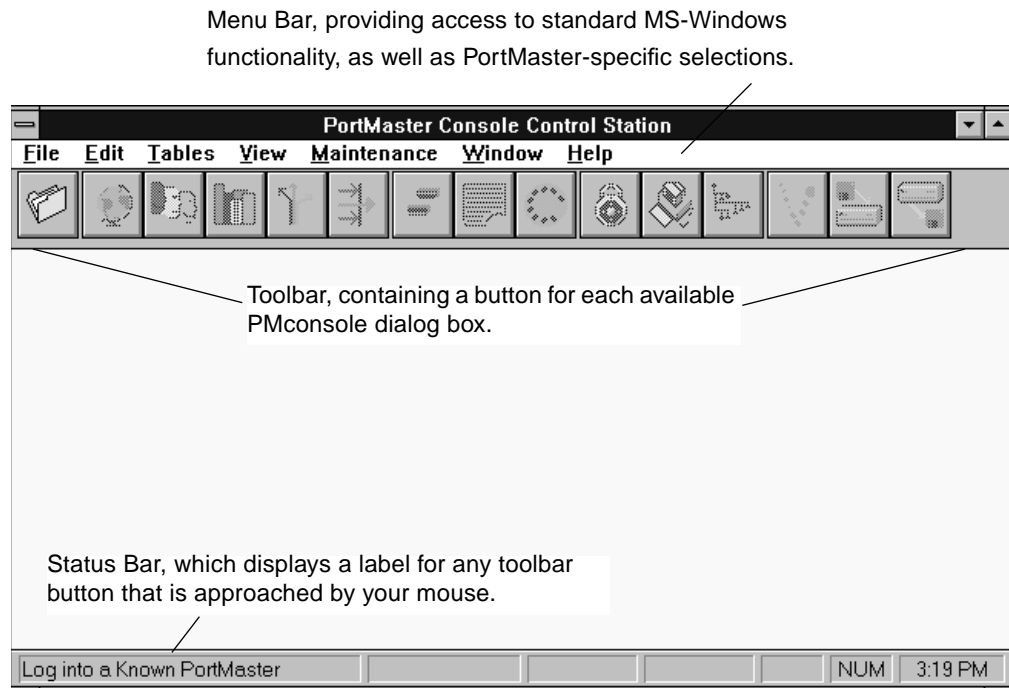 Menu Bar, providing access to standard MS-Windows
functionality, as well as PortMaster-specific selections.
PortMaster Console Control Station
File Edit Tables View Maintenance Window Help
Toolbar, containing a button for each available
PMconsole dialog box.
Status Bar, which displays a label for any toolbar
button that is approached by your mouse.
Log into a Known PortMaster NUM 3:19 PM